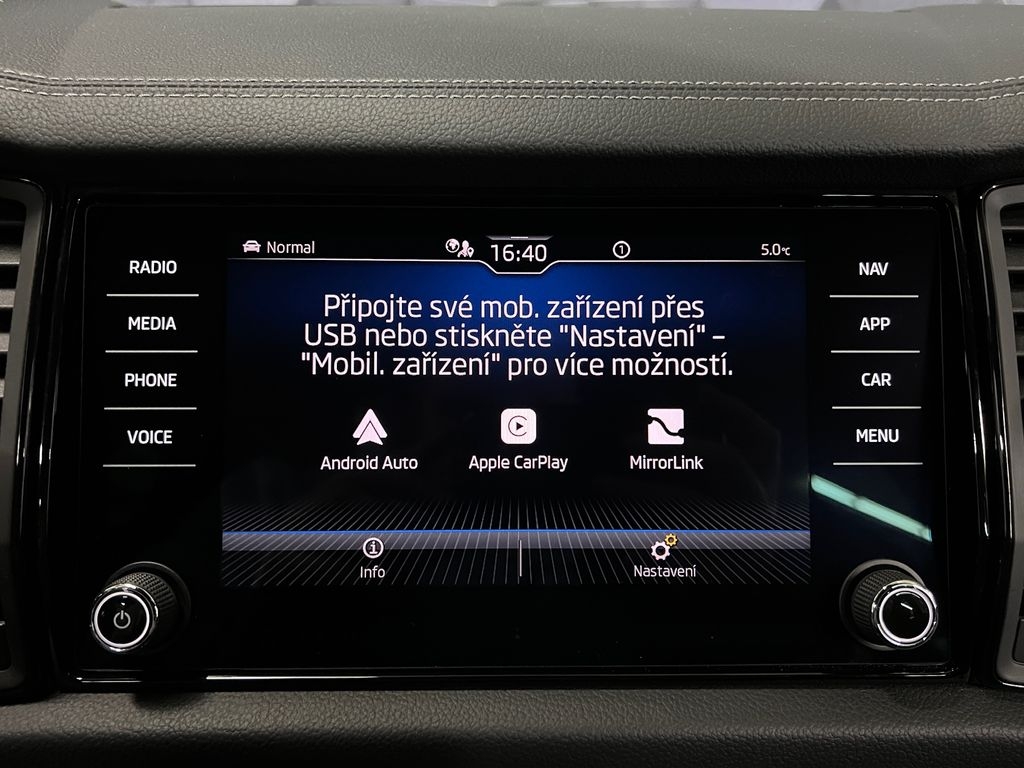 Normal
16:40
1
5.0°C
RADIO
MEDIA
PHONE
VOICE
Připojte své mob. zařízení přes
USB nebo stiskněte "Nastavení" –
"Mobil. zařízení" pro více možností.
Android Auto
Apple CarPlay
MirrorLink
Info
Nastavení
NAV
APP
CAR
MENU